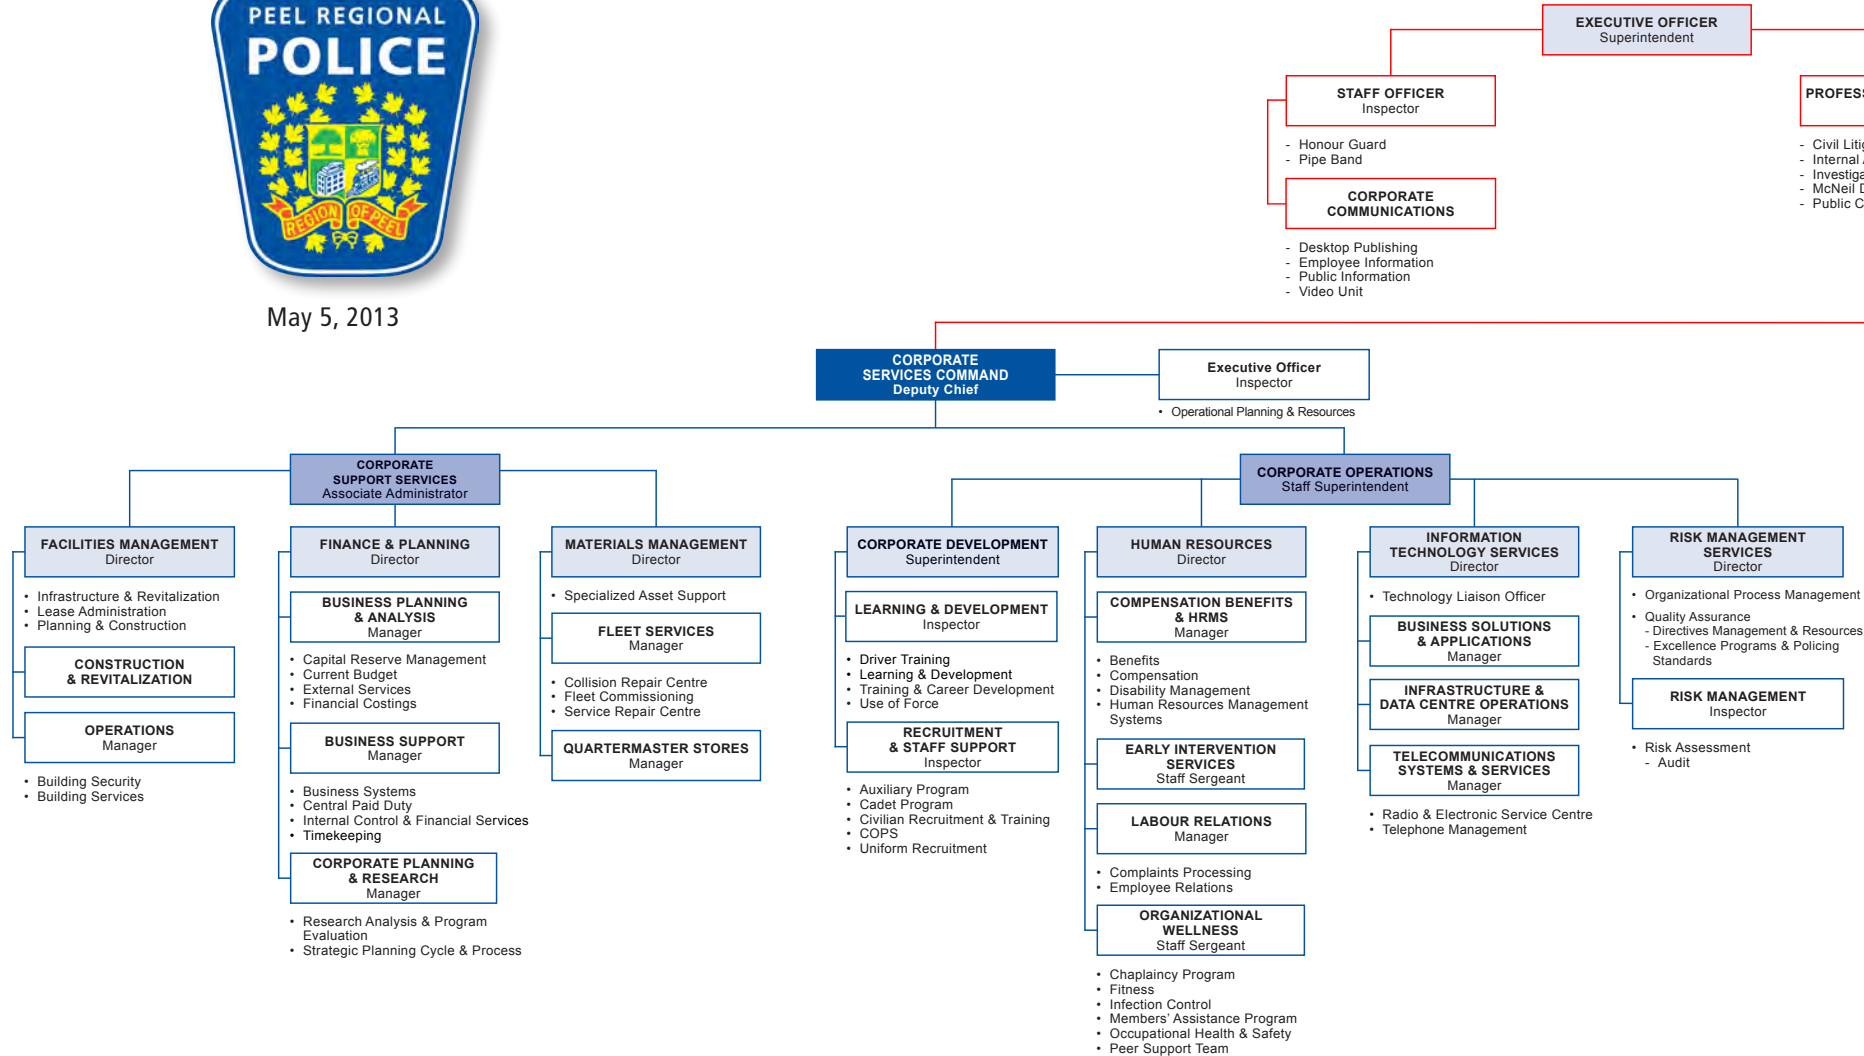 PEEL REGIONAL
POLICE
REGION OF PEEL
May 5, 2013
EXECUTIVE OFFICER
Superintendent
STAFF OFFICER
Inspector
- Honour Guard
- Pipe Band
CORPORATE
COMMUNICATIONS
- Desktop Publishing
- Employee Information
- Public Information
- Video Unit
- Internal
- Public
CORPORATE
SERVICES COMMAND
Deputy Chief
Executive Officer
Inspector
• Operational Planning & Resources
CORPORATE
SUPPORT SERVICES
Associate Administrator
FACILITIES MANAGEMENT
Director
• Infrastructure & Revitalization
• Lease Administration
• Planning & Construction
CONSTRUCTION
& REVITALIZATION
OPERATIONS
Manager
• Building Security
• Building Services
FINANCE & PLANNING
Director
BUSINESS PLANNING
& ANALYSIS
Manager
• Capital Reserve Management
• Current Budget
• External Services
• Financial Costings
BUSINESS SUPPORT
Manager
• Business Systems
• Central Paid Duty
• Internal Control & Financial Services
• Timekeeping
CORPORATE PLANNING
& RESEARCH
Manager
• Research Analysis & Program
Evaluation
• Strategic Planning Cycle & Process
MATERIALS MANAGEMENT
Director
• Specialized Asset Support
FLEET SERVICES
Manager
• Collision Repair Centre
• Fleet Commissioning
• Service Repair Centre
QUARTERMASTER STORES
Manager
CORPORATE OPERATIONS
Staff Superintendent
CORPORATE DEVELOPMENT
Superintendent
LEARNING & DEVELOPMENT
Inspector
• Driver Training
• Learning & Development
• Training & Career Development
• Use of Force
RECRUITMENT
& STAFF SUPPORT
Inspector
• Auxiliary Program
• Cadet Program
• Civilian Recruitment & Training
• COPS
• Uniform Recruitment
HUMAN RESOURCES
Director
COMPENSATION BENEFITS
& HRMS
Manager
• Benefits
• Compensation
• Disability Management
• Human Resources Management
Systems
EARLY INTERVENTION
SERVICES
Staff Sergeant
LABOUR RELATIONS
Manager
• Complaints Processing
• Employee Relations
ORGANIZATIONAL
WELLNESS
Staff Sergeant
• Chaplaincy Program
• Fitness
• Infection Control
• Members' Assistance Program
• Occupational Health & Safety
• Peer Support Team
INFORMATION
TECHNOLOGY SERVICES
Director
• Technology Liaison Officer
BUSINESS SOLUTIONS
& APPLICATIONS
Manager
INFRASTRUCTURE &
DATA CENTRE OPERATIONS
Manager
TELECOMMUNICATIONS
SYSTEMS & SERVICES
Manager
• Radio & Electronic Service Centre
• Telephone Management
RISK MANAGEMENT
SERVICES
Director
• Organizational Process Management
• Quality Assurance
- Directives Management & Resources
- Excellence Programs & Policing
Standards
RISK MANAGEMENT
Inspector
• Risk Assessment
- Audit